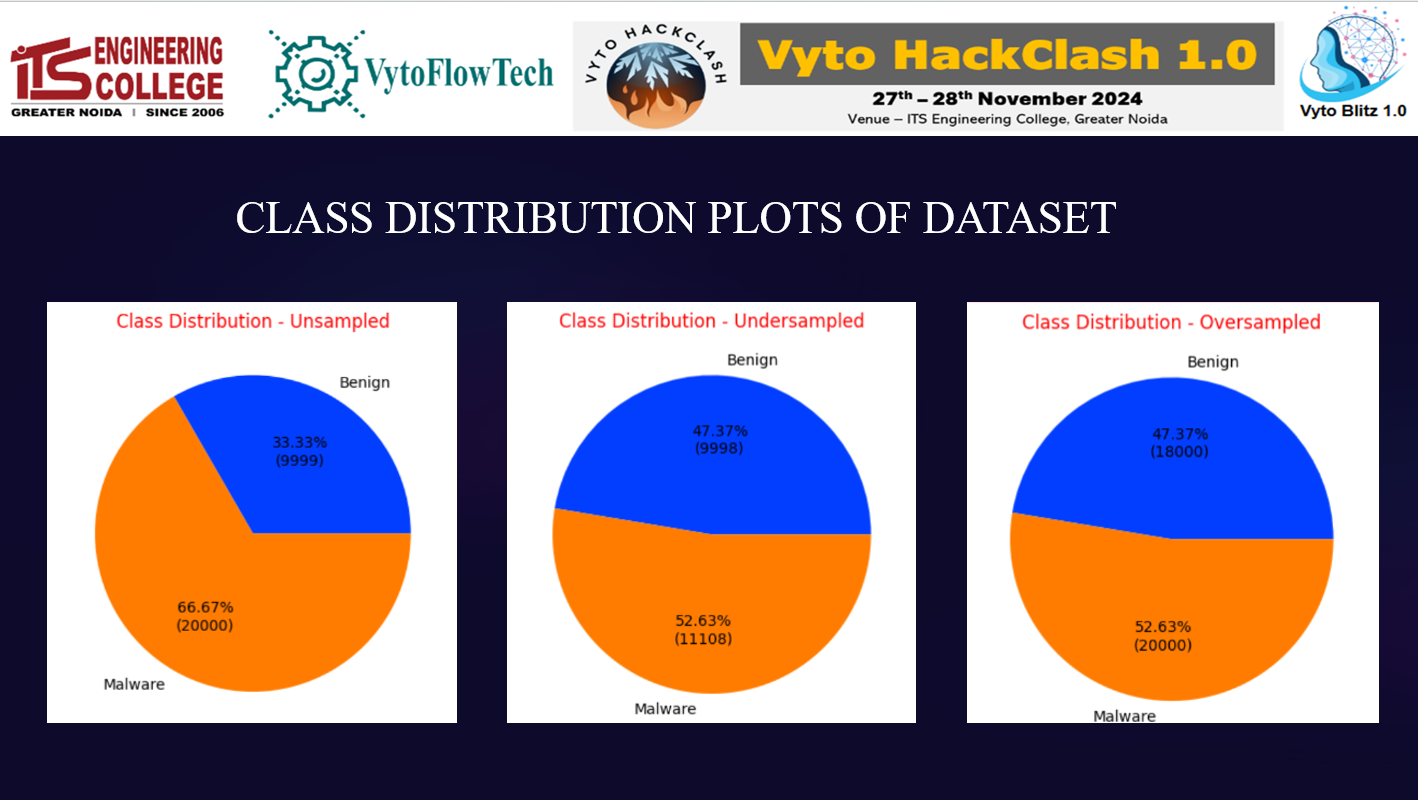 iTS ENGINEERING
COLLEGE
GREATER NOIDA | SINCE 2006
VytoFlowTech
VYTO HACKCLASH
Vyto HackClash 1.0
27th – 28th November 2024
Venue – ITS Engineering College, Greater Noida
Vyto Blitz 1.0
CLASS DISTRIBUTION PLOTS OF DATASET
Class Distribution - Unsampled
Benign
33.33%
(9999)
66.67%
(20000)
Malware
Class Distribution - Undersampled
Benign
47.37%
(9998)
52.63%
(11108)
Malware
Class Distribution - Oversampled
Benign
47.37%
(18000)
52.63%
(20000)
Malware